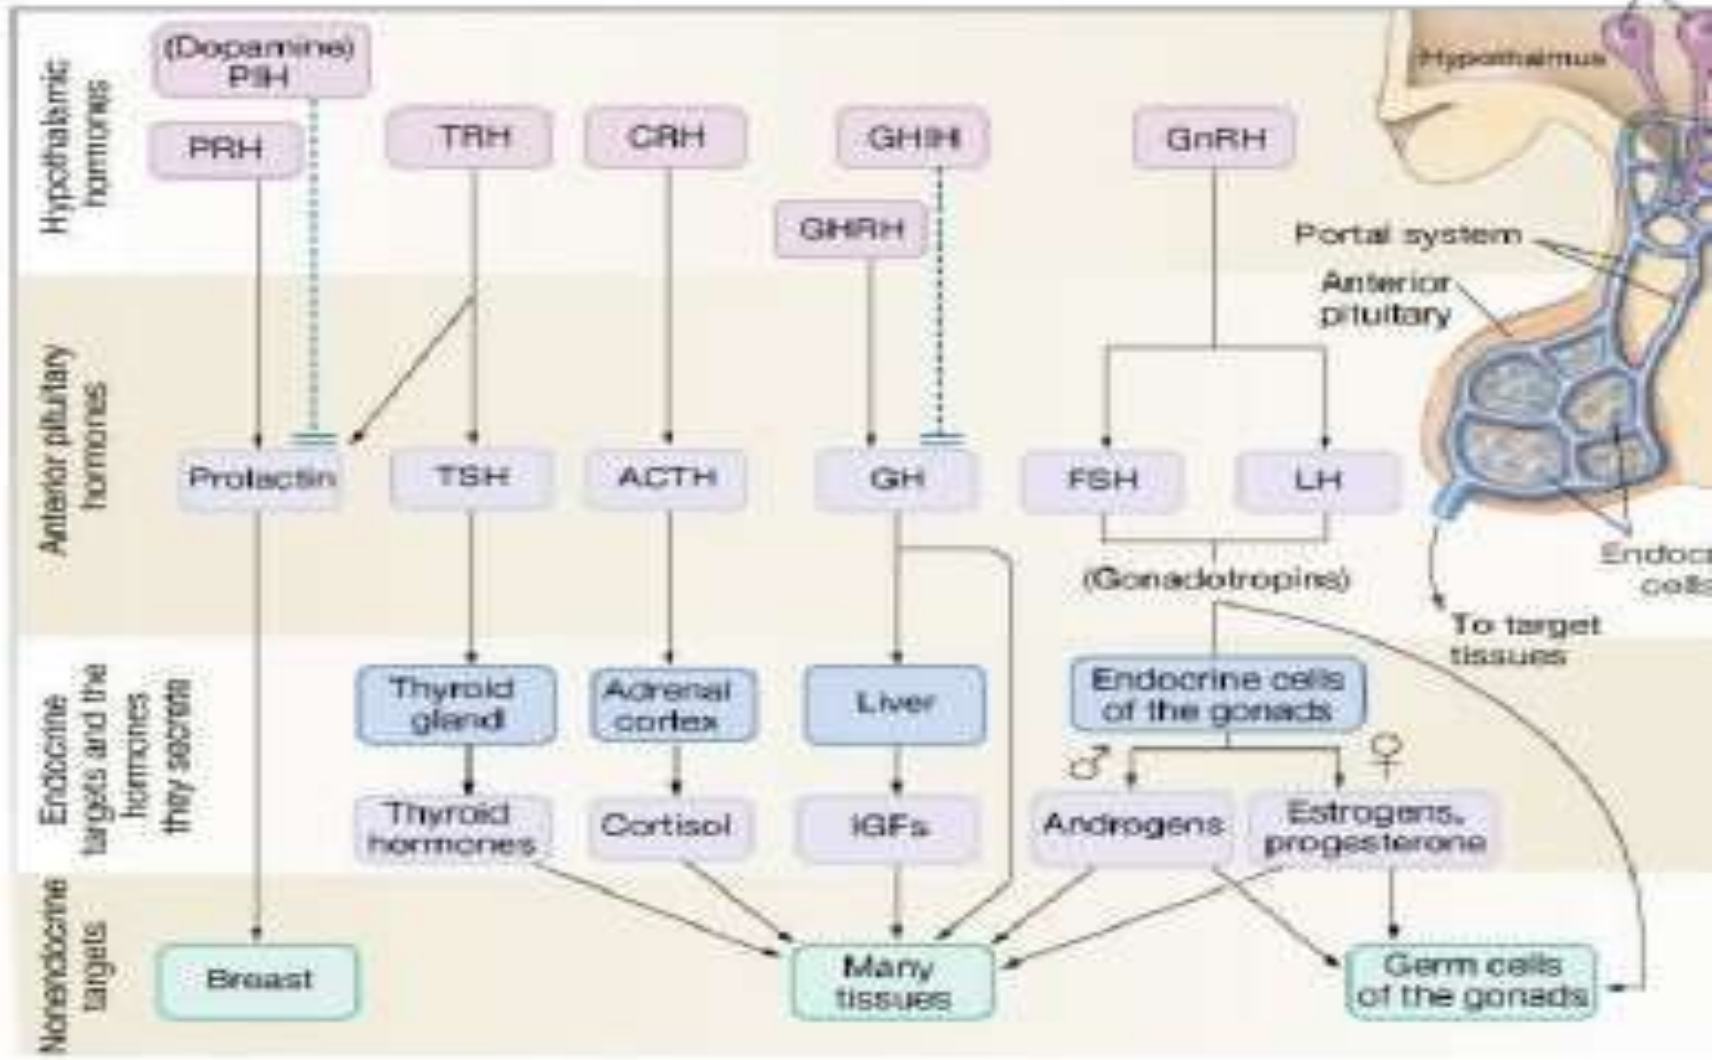 Hypothalamic
hormones
(Dopamine)
PIH
PRH
TRH
CRH
GHIH
GHRH
GnRH
Hypothalmus
Portal system
Anterior
pituitary
Anterior pituitary
hormones
Prolactin
TSH
ACTH
GH
FSH
LH
(Gonadotropins)
cells
To target
tissues
Endocrine
targets and the
hormones
they secrete
Thyroid
gland
Adrenal
cortex
Liver
Endocrine cells
of the gonads
♂
♀
Thyroid
hormones
Cortisol
IGFs
Androgens
Estrogens,
progesterone
Nonendocrine
targets
Breast
Many
tissues
Germ cells
of the gonads